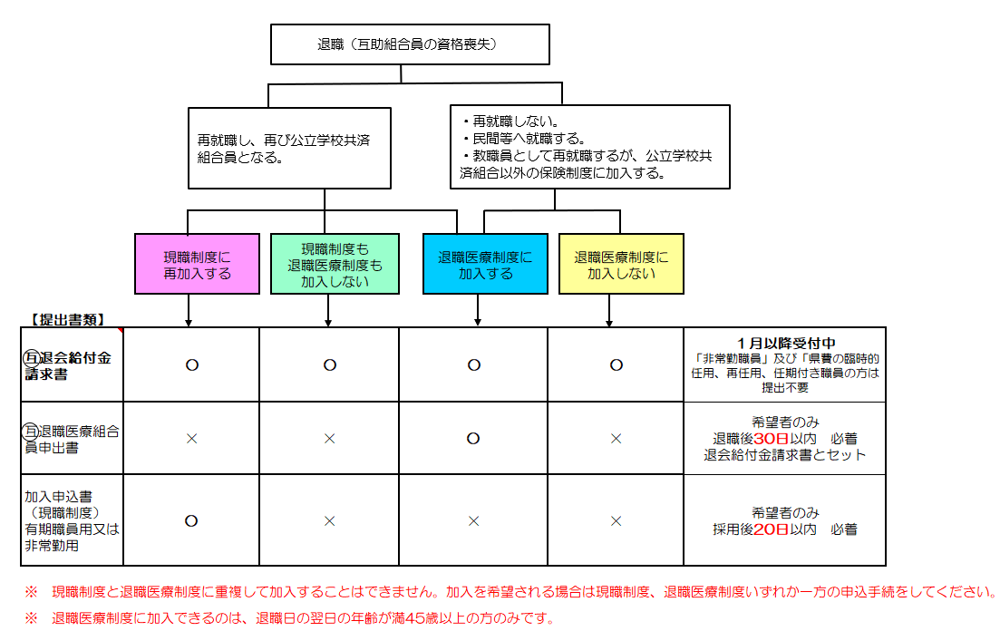 退職（互助組合員の資格喪失）
再就職し、再び公立学校共済
組合員となる。
・再就職しない。
・民間等へ就職する。
・教職員として再就職するが、公立学校共
済組合以外の保険制度に加入する。
現職制度に
再加入する
現職制度も
退職医療制度も
加入しない
退職医療制度に
加入する
退職医療制度に
加入しない
【提出書類】
㊄退会給付金
請求書
○
○
○
○
１月以降受付中
「非常勤職員」及び「県費の臨時的
任用、再任用、任期付き職員の方は
提出不要
互退職医療組合
員申出書
×
×
○
×
希望者のみ
退職後30日以内　必着
退会給付金請求書とセット
加入申込書
（現職制度）
有期職員用又は
非常勤用
○
×
×
×
希望者のみ
採用後20日以内　必着
※　現職制度と退職医療制度に重複して加入することはできません。加入を希望される場合は現職制度、退職医療制度いずれか一方の申込手続をしてください。
※　退職医療制度に加入できるのは、退職日の翌日の年齢が満45歳以上の方のみです。